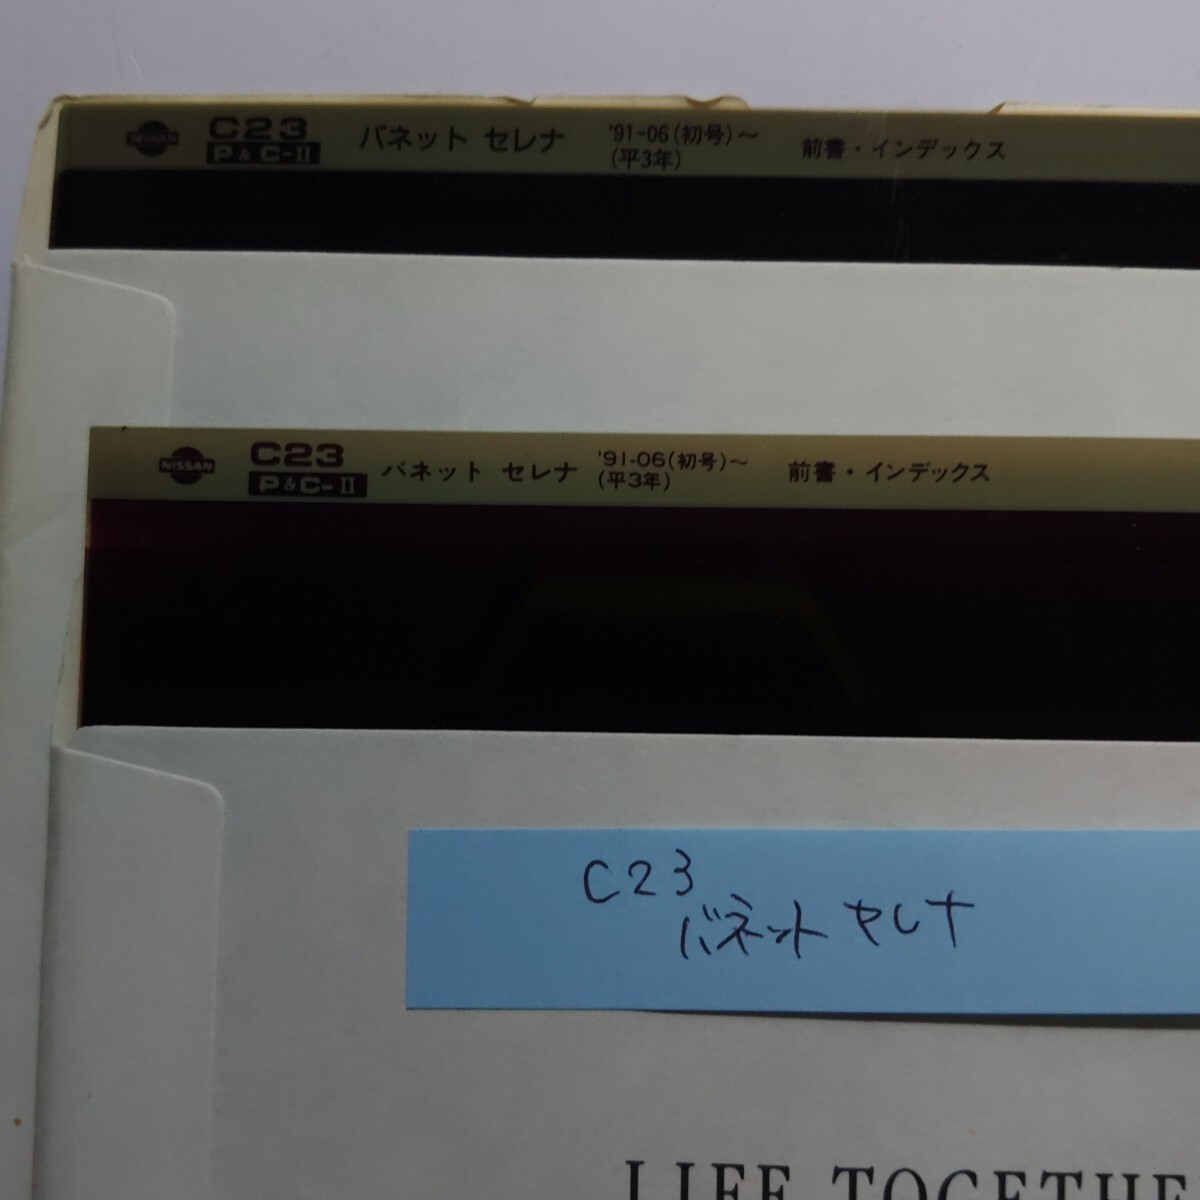 NISSAN C23 バネット セレナ '91-06(初号)～ 前書・インデックス
P&C-II (平3年)
NISSAN C23 バネット セレナ '91-06(初号)～ 前書・インデックス
P&C-II (平3年)
C23
バネット セレナ
LIFE TOGETHE